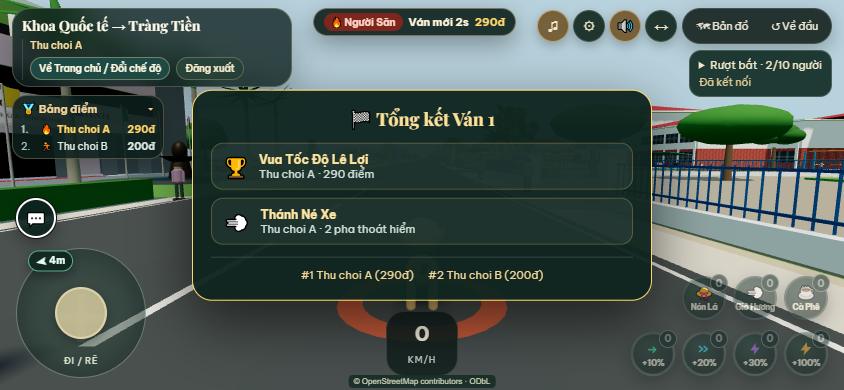 Khoa Quốc tế → Tràng Tiền
Thu choi A
Về Trang chủ / Đổi chế độ
Đăng xuất
Người Săn Ván mới 2s 290đ
Bản đồ
Về đầu
Rượt bắt · 2/10 người
Đã kết nối
Bảng điểm
1. Thu choi A 290đ
2. Thu choi B 200đ
Tổng kết Ván 1
Vua Tốc Độ Lê Lợi
Thu choi A · 290 điểm
Thánh Né Xe
Thu choi A · 2 pha thoát hiểm
#1 Thu choi A (290đ) #2 Thu choi B (200đ)
4m
ĐI / RẼ
0
KM/H
0 0 0
Nón Lá Gió Hương Cà Phê
0 0 0 0
+10% +20% +30% +100%
© OpenStreetMap contributors · ODbL